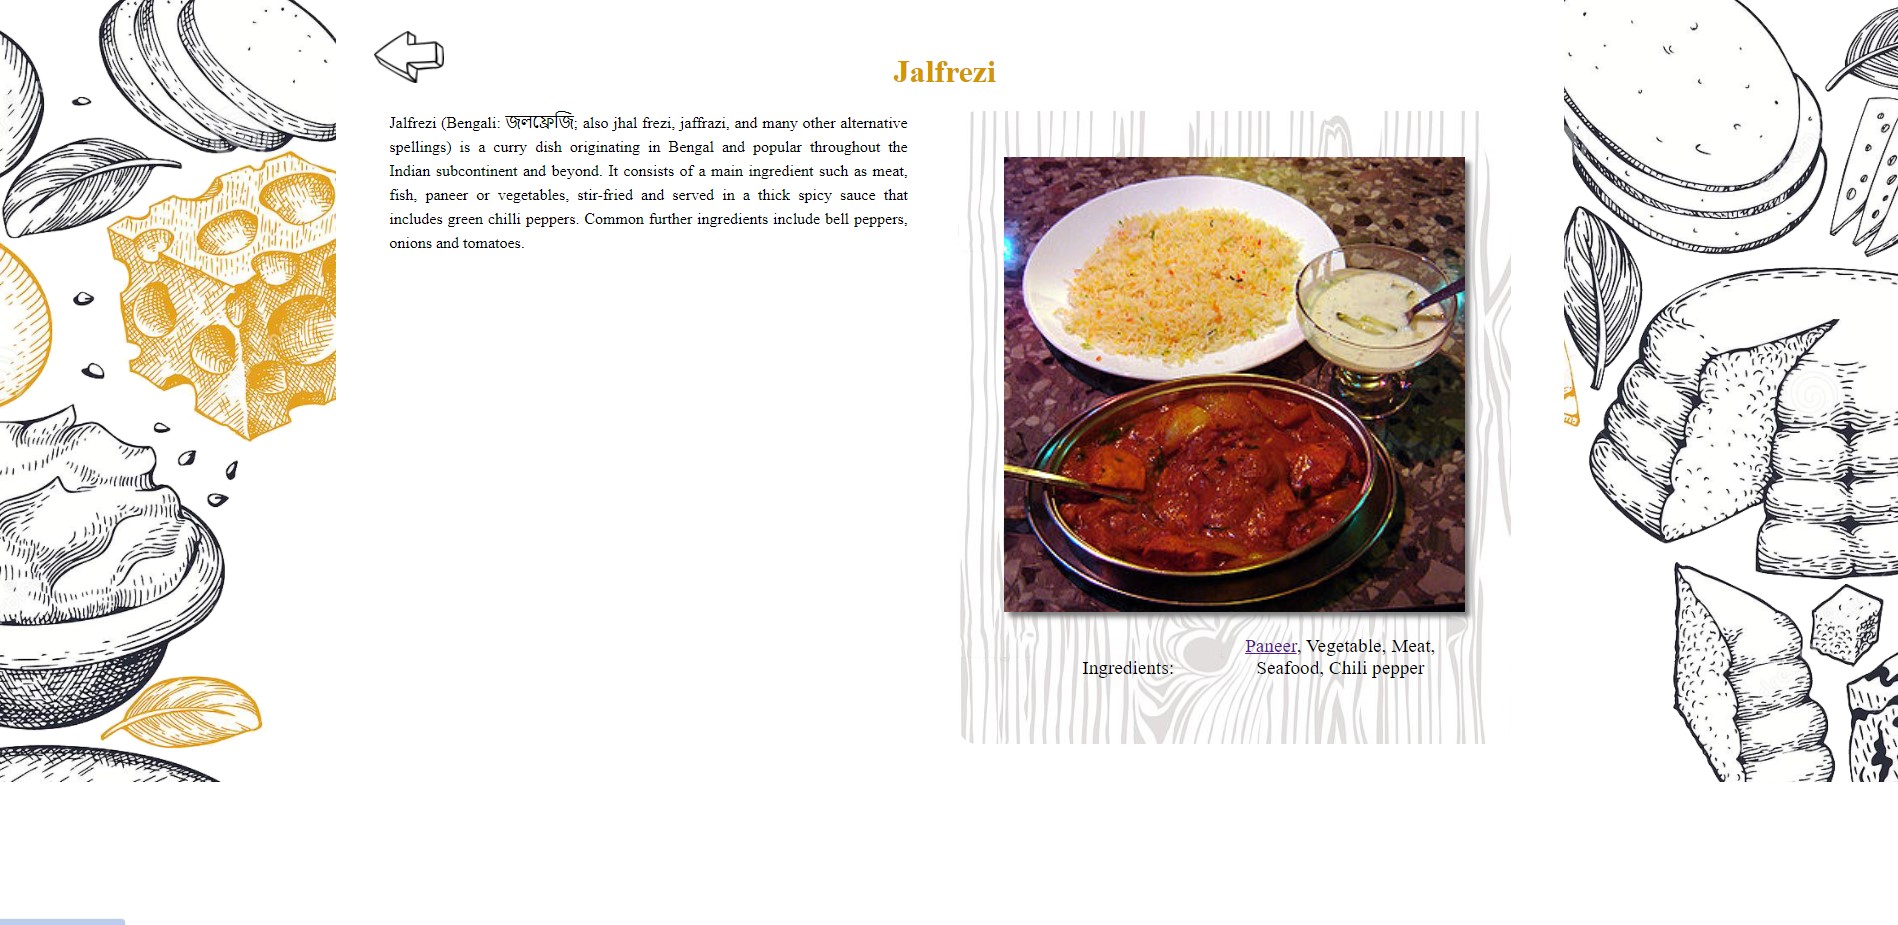 Jalfrezi
Jalfrezi (Bengali: জলফ্রেজি; also jhal frezi, jaffrazi, and many other alternative
spellings) is a curry dish originating in Bengal and popular throughout the
Indian subcontinent and beyond. It consists of a main ingredient such as meat,
fish, paneer or vegetables, stir-fried and served in a thick spicy sauce that
includes green chilli peppers. Common further ingredients include bell peppers,
onions and tomatoes.
Ingredients:
Paneer, Vegetable, Meat,
Seafood, Chili pepper